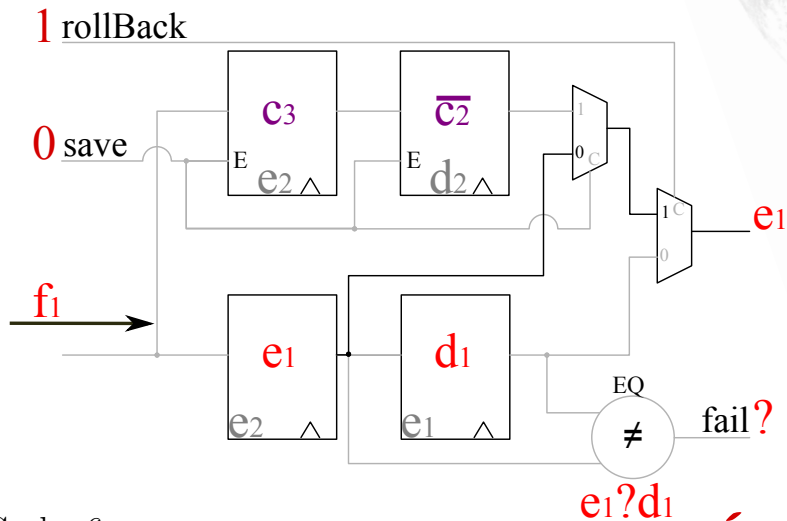 1 rollBack
c₃ c̅₂̅
1
0 save
0
E E C
e₂ d₂
1 C
e₁
0
f₁
e₁ d₁
EQ
e₂ e₁
≠ fail?
e₁?d₁